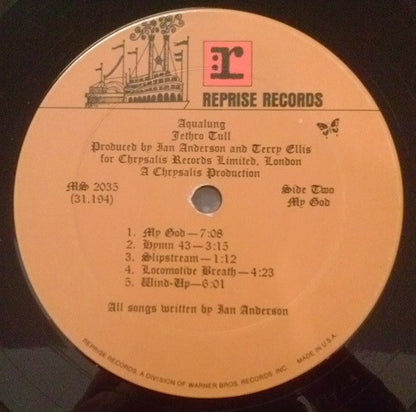 r
REPRISE RECORDS
Aqualung
Jethro Tull
Produced by Ian Anderson and Terry Ellis
for Chrysalis Records Limited, London
A Chrysalis Production
MS 2035
(31,194)
Side Two
My God
1. My God—7:08
2. Hymn 43—3:15
3. Slipstream—1:12
4. Locomotive Breath—4:23
5. Wind-Up—6:01
All songs written by Ian Anderson
REPRISE RECORDS, A DIVISION OF WARNER BROS. RECORDS, INC. MADE IN U.S.A.